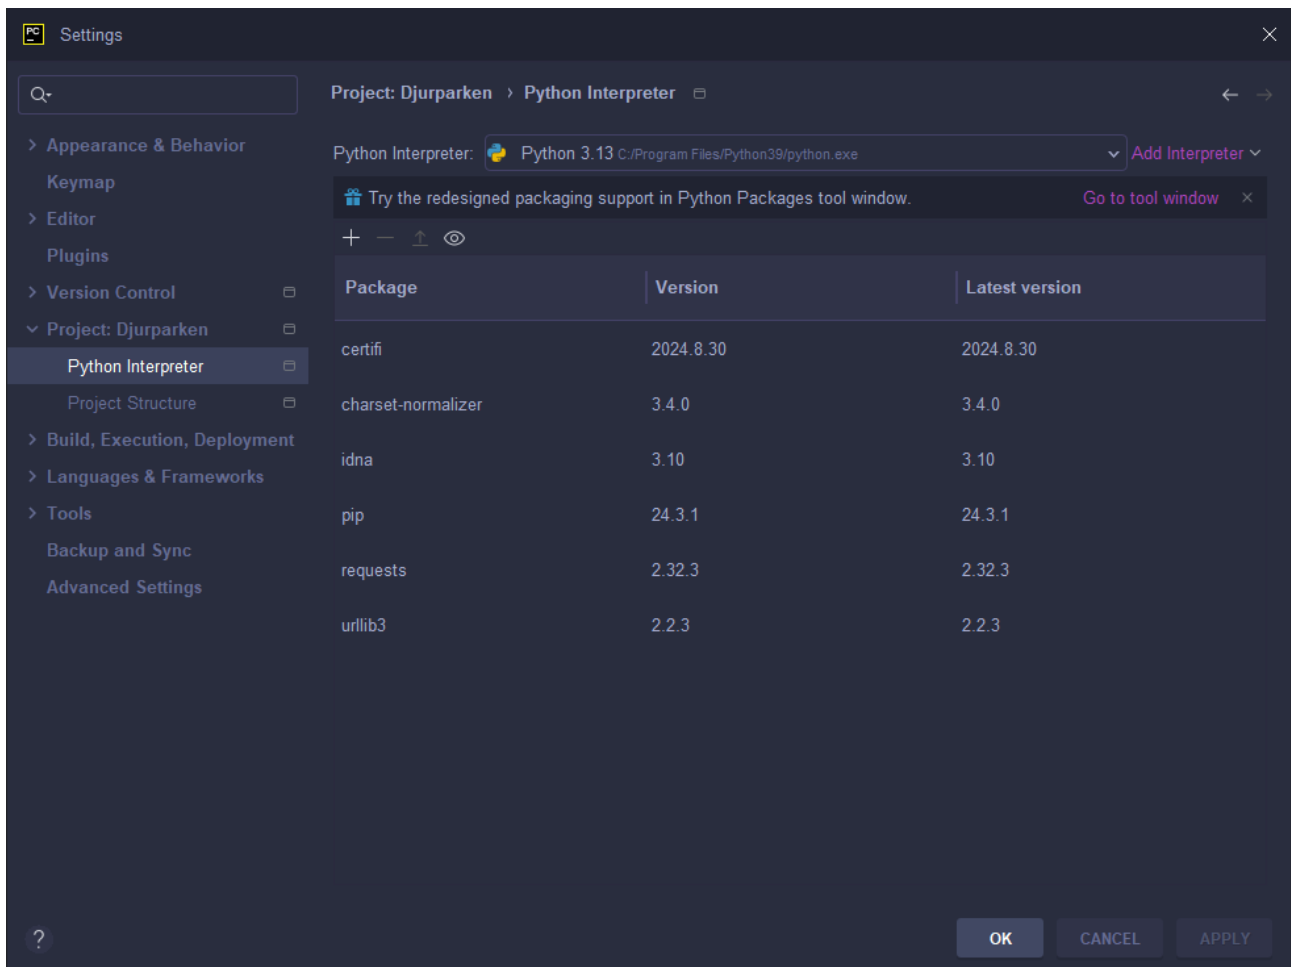 PC Settings
Project: Djurparken › Python Interpreter
Appearance & Behavior
Keymap
Editor
Plugins
Version Control
Project: Djurparken
Python Interpreter
Project Structure
Build, Execution, Deployment
Languages & Frameworks
Tools
Backup and Sync
Advanced Settings
Python Interpreter: Python 3.13 C:/Program Files/Python39/python.exe Add Interpreter
Try the redesigned packaging support in Python Packages tool window. Go to tool window
Package Version Latest version
certifi 2024.8.30 2024.8.30
charset-normalizer 3.4.0 3.4.0
idna 3.10 3.10
pip 24.3.1 24.3.1
requests 2.32.3 2.32.3
urllib3 2.2.3 2.2.3
? OK CANCEL APPLY